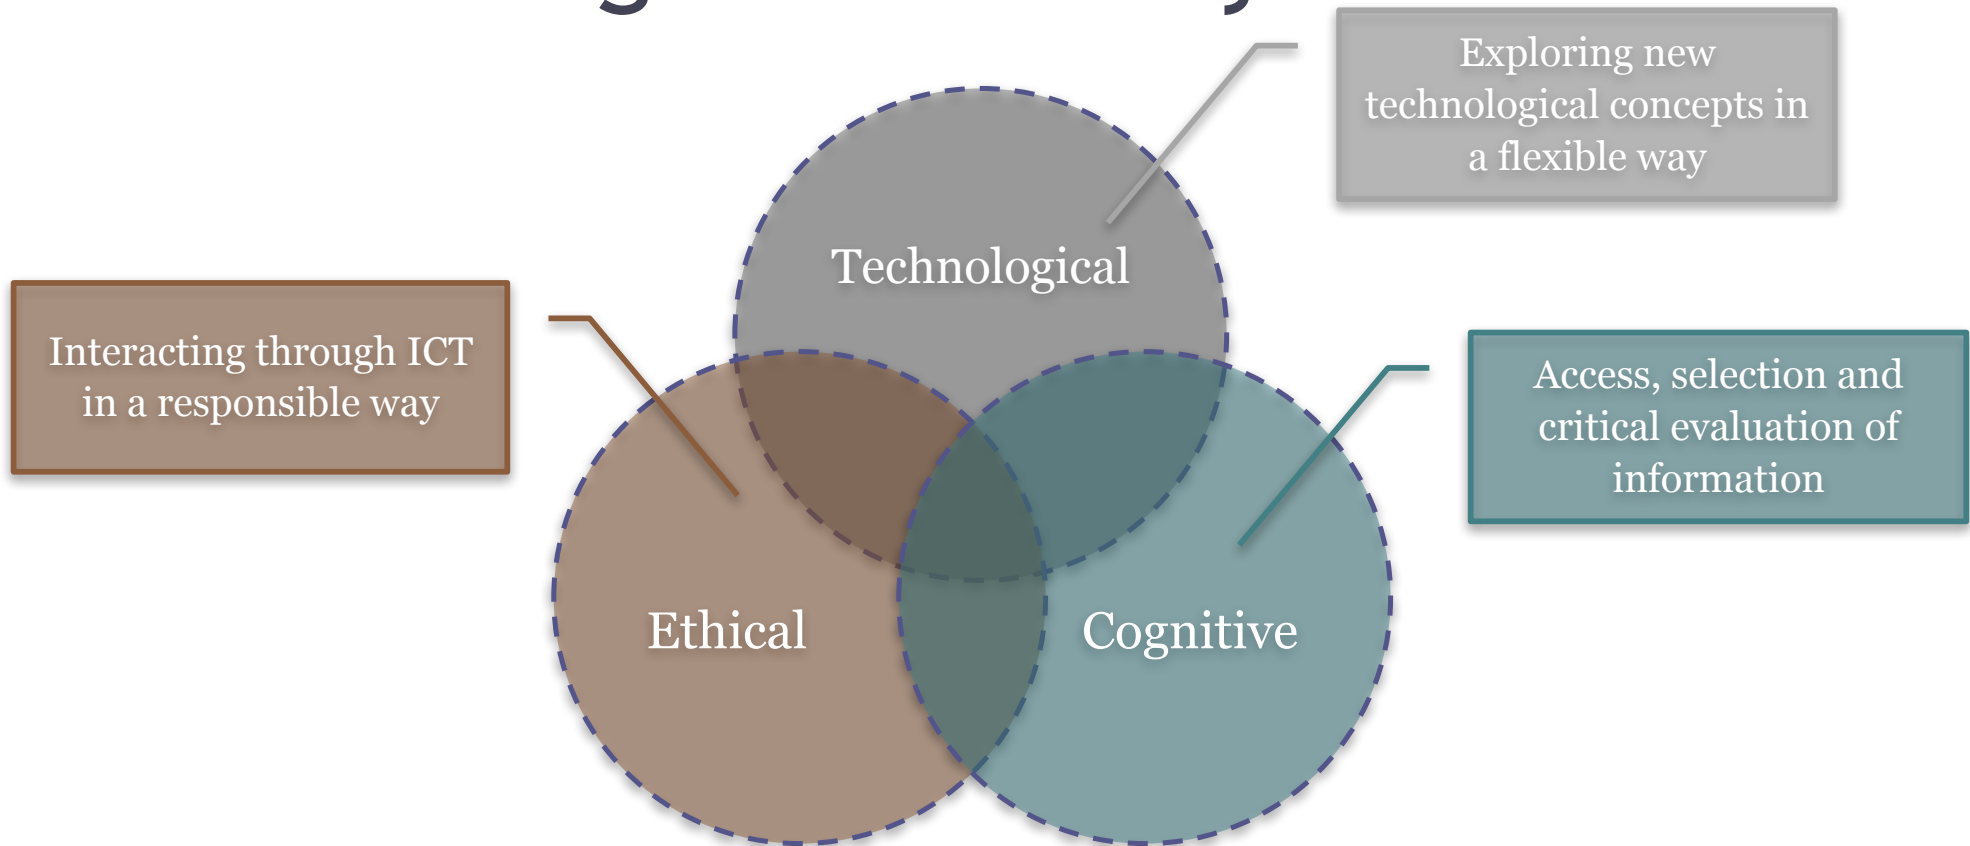 Exploring new
technological concepts in
a flexible way
Technological
Interacting through ICT
in a responsible way
Access, selection and
critical evaluation of
information
Ethical
Cognitive